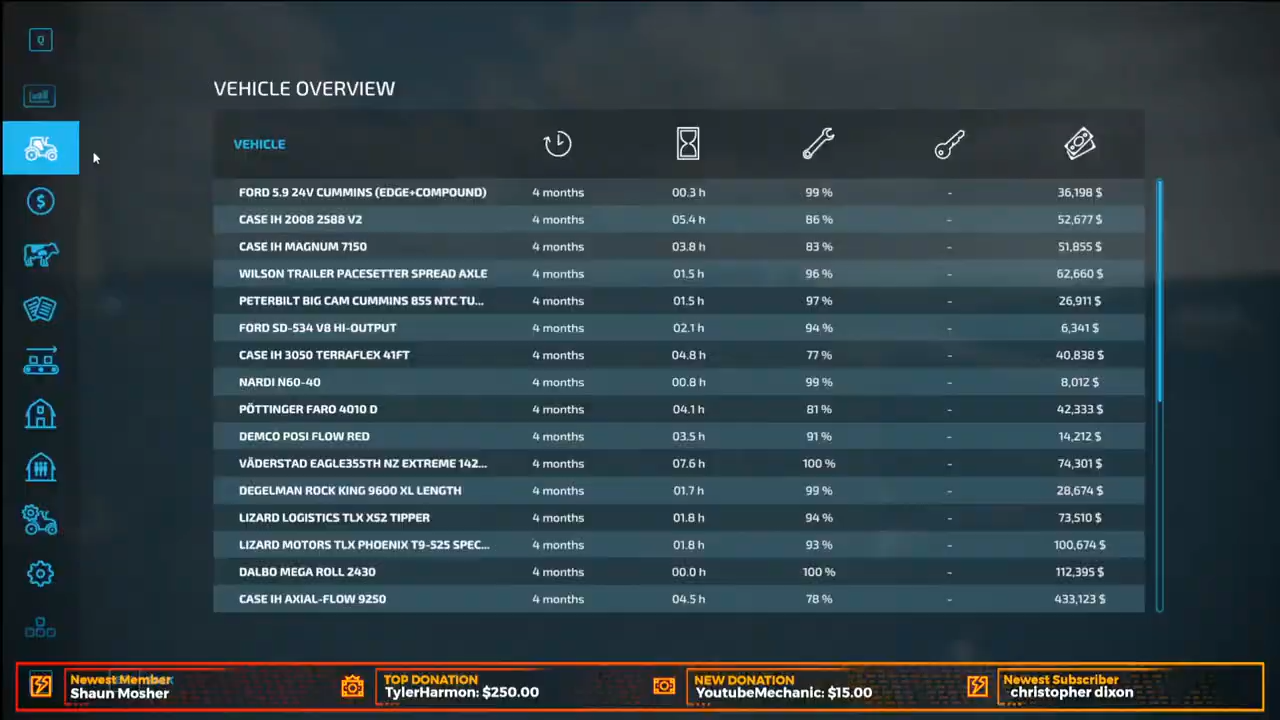 Q
VEHICLE OVERVIEW
VEHICLE
FORD 5.9 24V CUMMINS (EDGE+COMPOUND) 4 months 00.3 h 99 % - 36,198 $
CASE IH 2008 2588 V2 4 months 05.4 h 86 % - 52,677 $
CASE IH MAGNUM 7150 4 months 03.8 h 83 % - 51,855 $
WILSON TRAILER PACESETTER SPREAD AXLE 4 months 01.5 h 96 % - 62,660 $
PETERBILT BIG CAM CUMMINS 855 NTC TU... 4 months 01.5 h 97 % - 26,911 $
FORD SD-534 V8 HI-OUTPUT 4 months 02.1 h 94 % - 6,341 $
CASE IH 3050 TERRAFLEX 41FT 4 months 04.8 h 77 % - 40,838 $
NARDI N60-40 4 months 00.8 h 99 % - 8,012 $
PÖTTINGER FARO 4010 D 4 months 04.1 h 81 % - 42,333 $
DEMCO POSI FLOW RED 4 months 03.5 h 91 % - 14,212 $
VÄDERSTAD EAGLE355TH NZ EXTREME 142... 4 months 07.6 h 100 % - 74,301 $
DEGELMAN ROCK KING 9600 XL LENGTH 4 months 01.7 h 99 % - 28,674 $
LIZARD LOGISTICS TLX X52 TIPPER 4 months 01.8 h 94 % - 73,510 $
LIZARD MOTORS TLX PHOENIX T9-525 SPEC... 4 months 01.8 h 93 % - 100,674 $
DALBO MEGA ROLL 2430 4 months 00.0 h 100 % - 112,395 $
CASE IH AXIAL-FLOW 9250 4 months 04.5 h 78 % - 433,123 $
Newest Member TOP DONATION NEW DONATION Newest Subscriber
Shaun Mosher TylerHarmon: $250.00 YoutubeMechanic: $15.00 christopher dixon